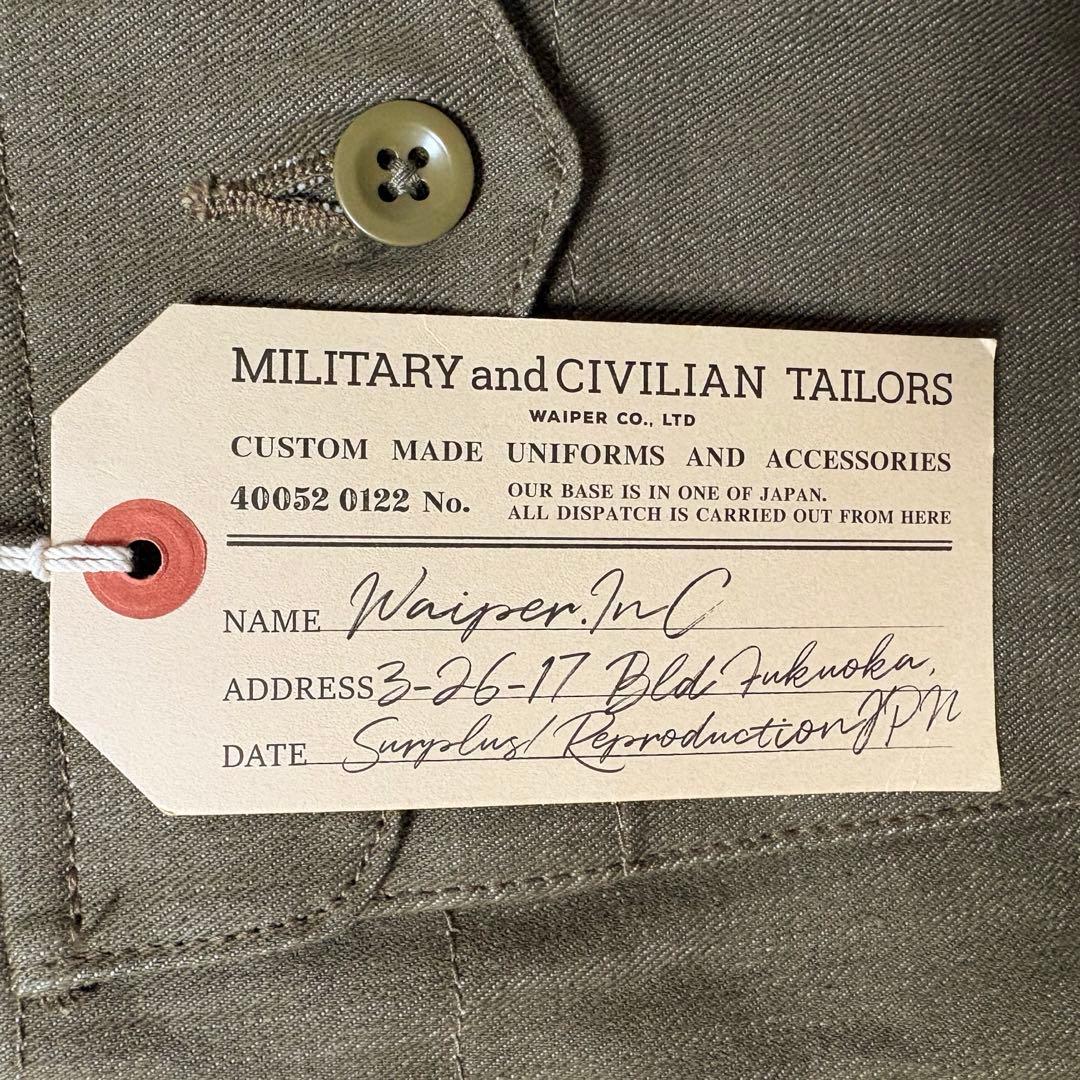 MILITARY and CIVILIAN TAILORS
WAIPER CO., LTD
CUSTOM MADE UNIFORMS AND ACCESSORIES
40052 0122 No.
OUR BASE IS IN ONE OF JAPAN.
ALL DISPATCH IS CARRIED OUT FROM HERE
NAME Waiper.InC
ADDRESS 3-26-17 Bld, Fukuoka,
DATE Surplus/ReproductionJPN